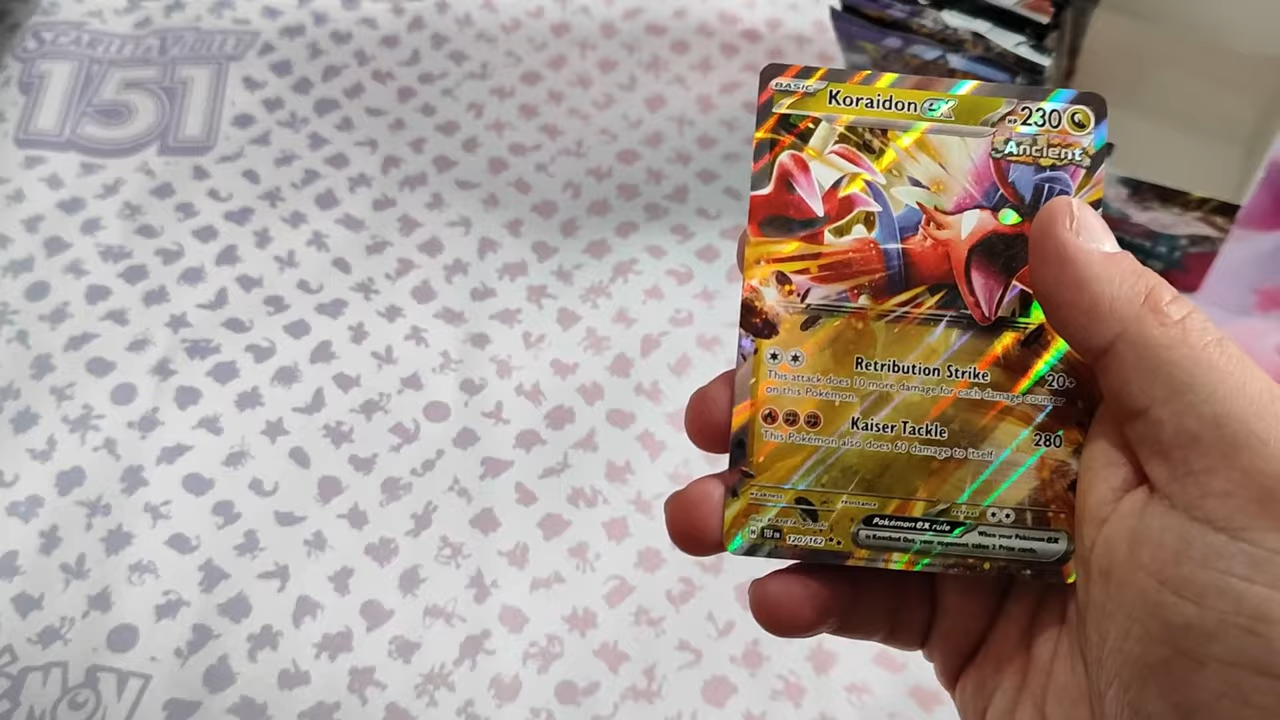 SCARLET & VIOLET
151
BASIC Koraidon ex HP 230
Ancient
Retribution Strike 20+
This attack does 10 more damage for each damage counter
on this Pokémon.
Kaiser Tackle 280
This Pokémon also does 60 damage to itself.
weakness resistance retreat
Pokémon ex rule When your Pokémon ex
is Knocked Out, your opponent takes 2 Prize cards.
H TEF EN 120/162